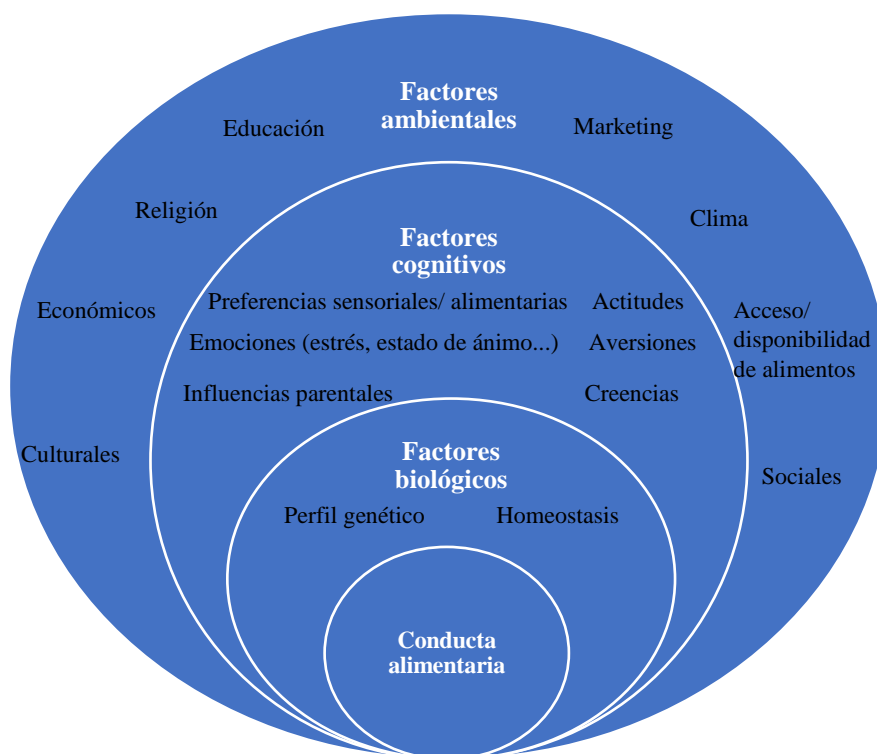 Factores
ambientales
Educación
Marketing
Religión
Clima
Factores
cognitivos
Económicos
Preferencias sensoriales/ alimentarias
Actitudes
Acceso/
disponibilidad
de alimentos
Emociones (estrés, estado de ánimo...)
Aversiones
Influencias parentales
Creencias
Culturales
Factores
biológicos
Sociales
Perfil genético
Homeostasis
Conducta
alimentaria